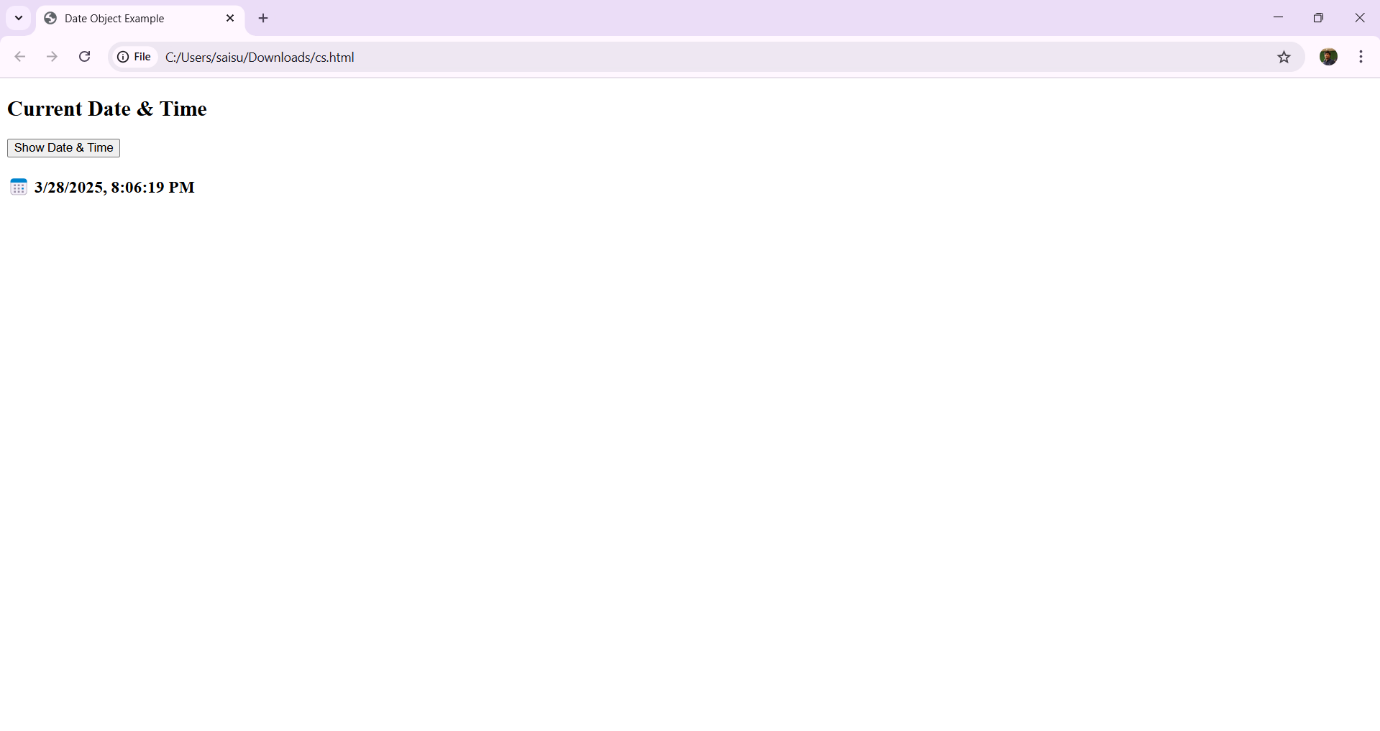 Date Object Example
File C:/Users/saisu/Downloads/cs.html
Current Date & Time
Show Date & Time
3/28/2025, 8:06:19 PM